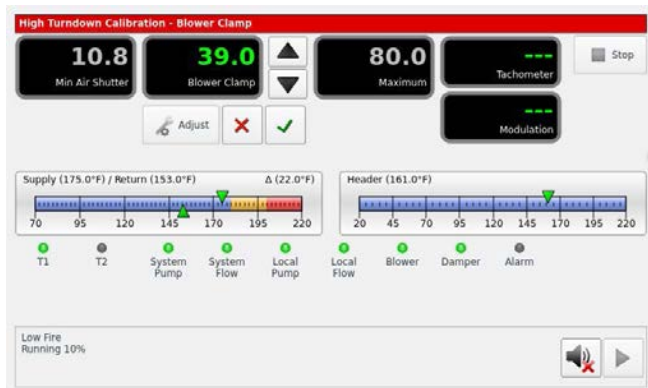 High Turndown Calibration - Blower Clamp
10.8
Min Air Shutter
39.0
Blower Clamp
80.0
Maximum
---
Tachometer
Stop
---
Modulation
Adjust
Supply (175.0°F) / Return (153.0°F) Δ (22.0°F)
70 95 120 145 170 195 220
Header (161.0°F)
20 45 70 95 120 145 170 195 220
T1
T2
System Pump
System Flow
Local Pump
Local Flow
Blower
Damper
Alarm
Low Fire
Running 10%